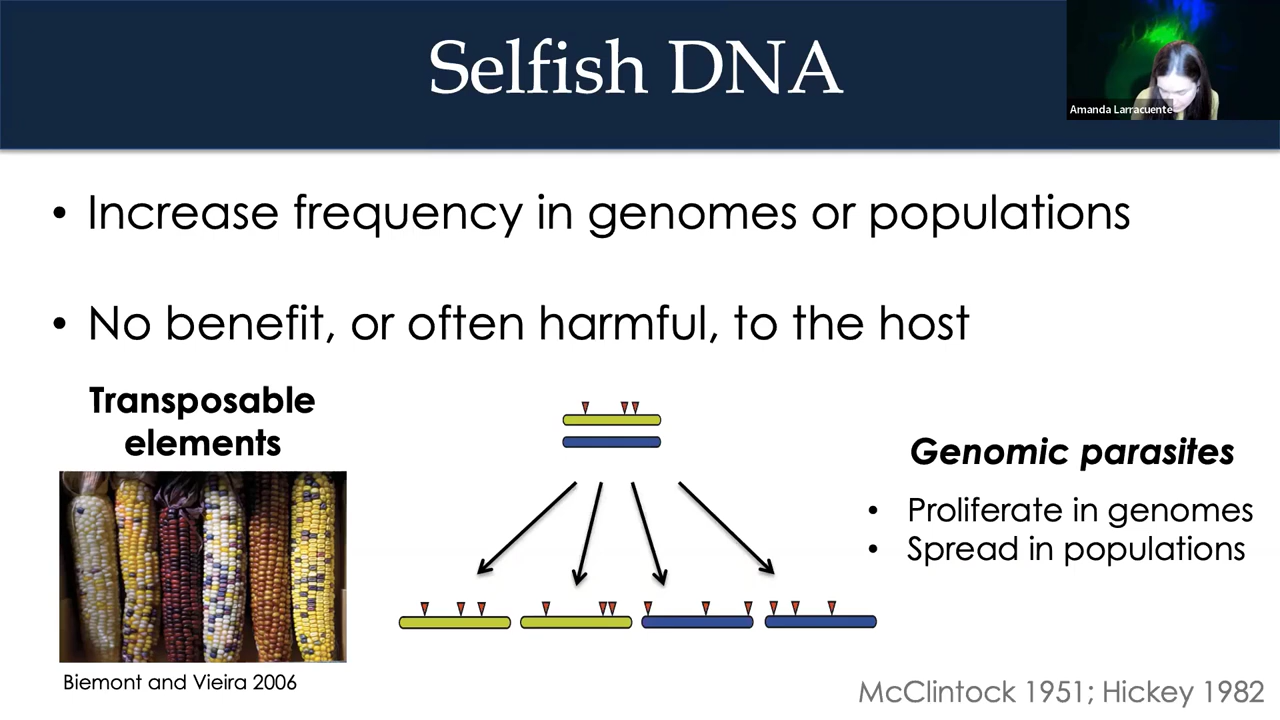 Selfish DNA
Amanda Larracuente
• Increase frequency in genomes or populations
• No benefit, or often harmful, to the host
Transposable
elements
Genomic parasites
• Proliferate in genomes
• Spread in populations
Biemont and Vieira 2006
McClintock 1951; Hickey 1982